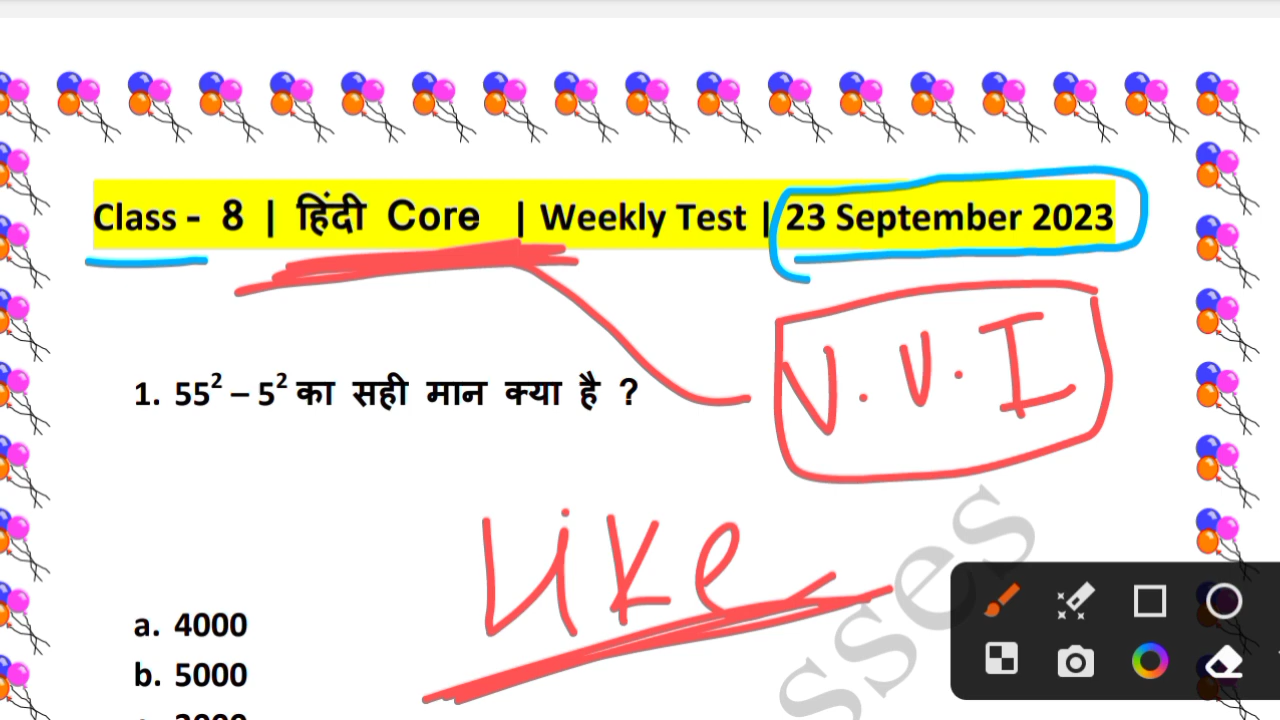 Class - 8 | हिंदी Core | Weekly Test | 23 September 2023
V.V.I
1. 55² – 5² का सही मान क्या है ?
Like
a. 4000
b. 5000